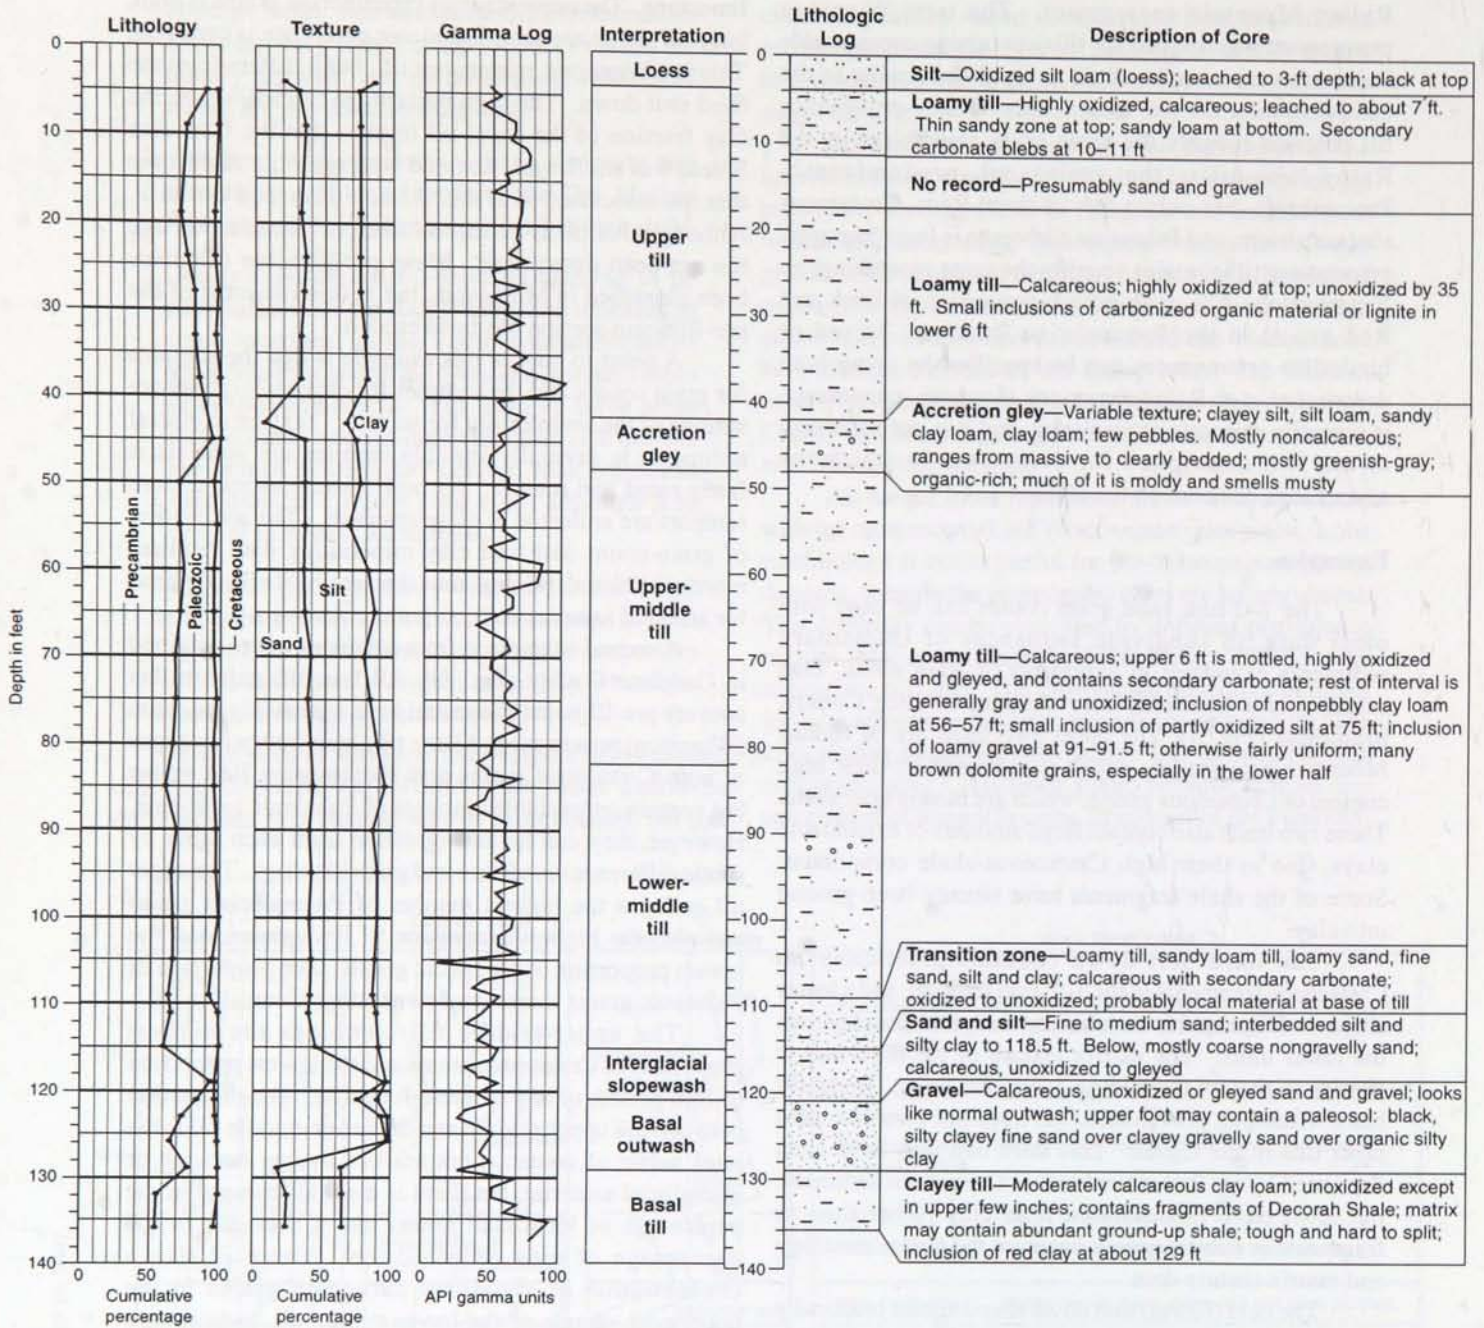 Lithology
Texture
Gamma Log
Interpretation
Lithologic
Log
Description of Core
Depth in feet
0
10
20
30
40
50
60
70
80
90
100
110
120
130
140
Precambrian
Paleozoic
Cretaceous
Sand
Silt
Clay
0 50 100
Cumulative
percentage
0 50 100
Cumulative
percentage
0 50 100
API gamma units
Loess
Upper
till
Accretion
gley
Upper-
middle
till
Lower-
middle
till
Interglacial
slopewash
Basal
outwash
Basal
till
0
10
20
30
40
50
60
70
80
90
100
110
120
130
140
Silt—Oxidized silt loam (loess); leached to 3-ft depth; black at top
Loamy till—Highly oxidized, calcareous; leached to about 7 ft.
Thin sandy zone at top; sandy loam at bottom. Secondary
carbonate blebs at 10–11 ft
No record—Presumably sand and gravel
Loamy till—Calcareous; highly oxidized at top; unoxidized by 35
ft. Small inclusions of carbonized organic material or lignite in
lower 6 ft
Accretion gley—Variable texture; clayey silt, silt loam, sandy
clay loam, clay loam; few pebbles. Mostly noncalcareous;
ranges from massive to clearly bedded; mostly greenish-gray;
organic-rich; much of it is moldy and smells musty
Loamy till—Calcareous; upper 6 ft is mottled, highly oxidized
and gleyed, and contains secondary carbonate; rest of interval is
generally gray and unoxidized; inclusion of nonpebbly clay loam
at 56–57 ft; small inclusion of partly oxidized silt at 75 ft; inclusion
of loamy gravel at 91–91.5 ft; otherwise fairly uniform many
brown dolomite grains, especially in the lower half
Transition zone—Loamy till, sandy loam till, loamy sand, fine
sand, silt and clay; calcareous with secondary carbonate;
oxidized to unoxidized; probably local material at base of till
Sand and silt—Fine to medium sand; interbedded silt and
silty clay to 118.5 ft. Below, mostly coarse nongravelly sand;
calcareous, unoxidized to gleyed
Gravel—Calcareous, unoxidized or gleyed sand and gravel; looks
like normal outwash; upper foot may contain a paleosol; black,
silty clayey fine sand over clayey gravelly sand over organic silty
clay
Clayey till—Moderately calcareous clay loam; unoxidized except
in upper few inches; contains fragments of Decorah Shale; matrix
may contain abundant ground-up shale; tough and hard to split;
inclusion of red clay at about 129 ft